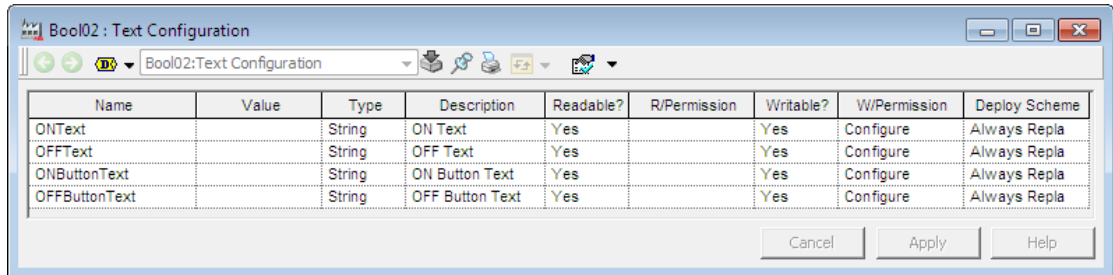 Bool02 : Text Configuration
Bool02:Text Configuration
Name Value Type Description Readable? R/Permission Writable? W/Permission Deploy Scheme
ONText String ON Text Yes Yes Configure Always Repla
OFFText String OFF Text Yes Yes Configure Always Repla
ONButtonText String ON Button Text Yes Yes Configure Always Repla
OFFButtonText String OFF Button Text Yes Yes Configure Always Repla
Cancel Apply Help